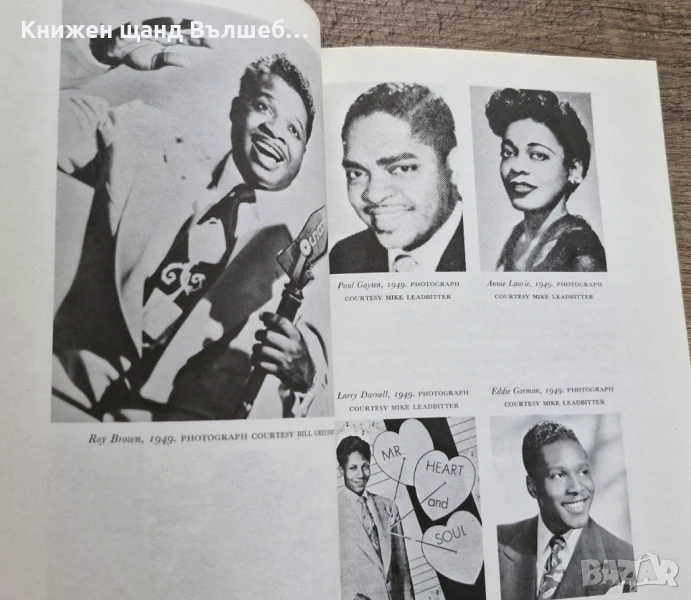 Книжен щанд Вълшеб...
Roy Brown, 1949. PHOTOGRAPH COURTESY BILL
Paul Gayten, 1949. PHOTOGRAPH
COURTESY MIKE LEADBITTER
Annie Laurie, 1949. PHOTOGRAPH
COURTESY MIKE LEADBITTER
Larry Darnell, 1949. PHOTOGRAPH
COURTESY MIKE LEADBITTER
Eddie Gorman, 1949. PHOTOGRAPH
COURTESY MIKE LEADBITTER
MR.
HEART
and
SOUL
BAZAR